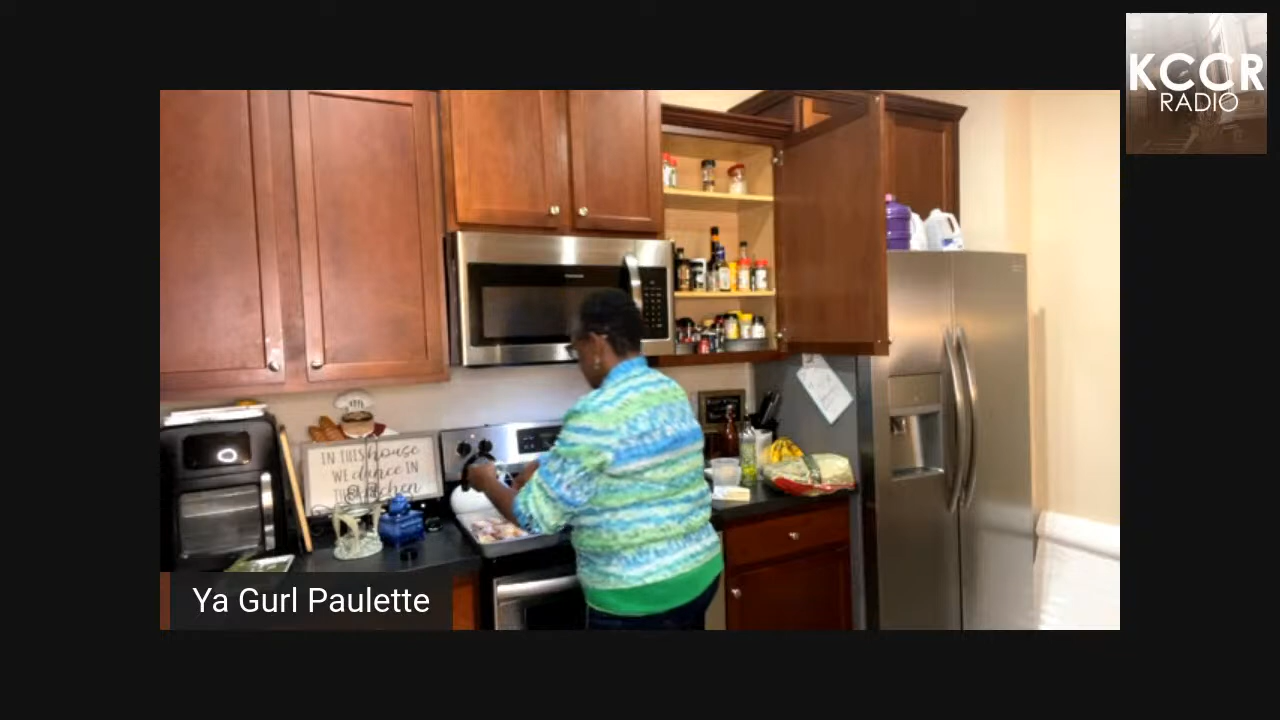 KCCR
RADIO
IN THIS house
WE dance IN
THE kitchen
Ya Gurl Paulette